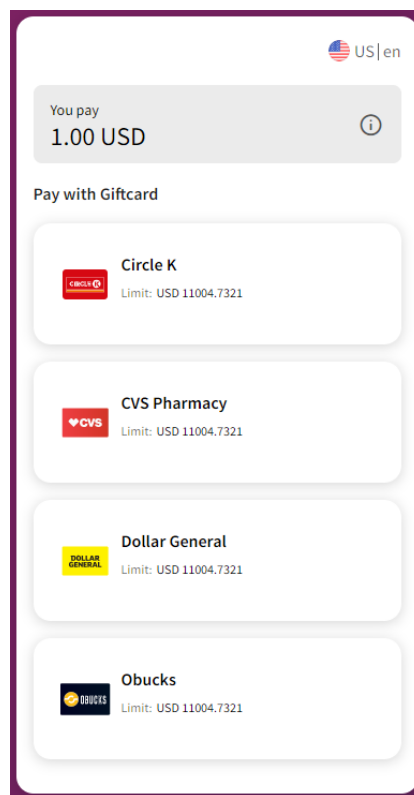 US|en
You pay
1.00 USD
Pay with Giftcard
CIRCLE K
Circle K
Limit: USD 11004.7321
CVS
CVS Pharmacy
Limit: USD 11004.7321
DOLLAR
GENERAL
Dollar General
Limit: USD 11004.7321
OBUCKS
Obucks
Limit: USD 11004.7321